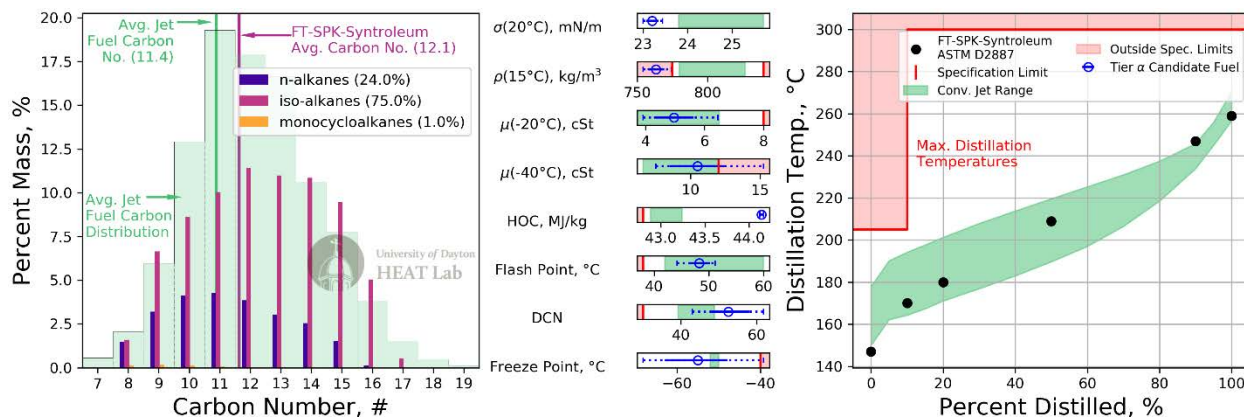 20.0
17.5
15.0
12.5
10.0
7.5
5.0
2.5
0.0
Percent Mass, %
Avg. Jet
Fuel Carbon
No. (11.4)
FT-SPK-Syntroleum
Avg. Carbon No. (12.1)
n-alkanes (24.0%)
iso-alkanes (75.0%)
monocycloalkanes (1.0%)
Avg. Jet
Fuel Carbon
Distribution
University of Dayton
HEAT Lab
7 8 9 10 11 12 13 14 15 16 17 18 19
Carbon Number, #
σ(20°C), mN/m
23 24 25
ρ(15°C), kg/m³
750 800
μ(-20°C), cSt
4 6 8
μ(-40°C), cSt
10 15
HOC, MJ/kg
43.0 43.5 44.0
Flash Point, °C
40 50 60
DCN
40 60
Freeze Point, °C
−60 −40
Distillation Temp., °C
300
280
260
240
220
200
180
160
140
FT-SPK-Syntroleum
ASTM D2887
Specification Limit
Conv. Jet Range
Outside Spec. Limits
Tier α Candidate Fuel
Max. Distillation
Temperatures
0 20 40 60 80 100
Percent Distilled, %